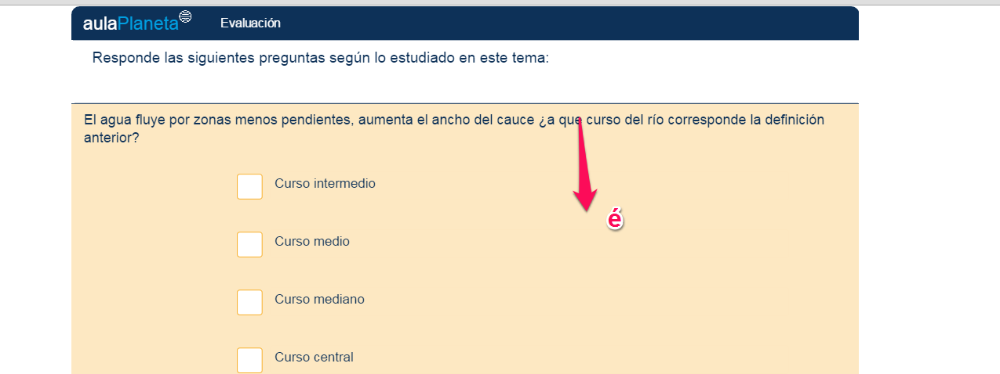 aulaPlaneta Evaluación
Responde las siguientes preguntas según lo estudiado en este tema:
El agua fluye por zonas menos pendientes, aumenta el ancho del cauce ¿a que curso del río corresponde la definición
anterior?
Curso intermedio
é
Curso medio
Curso mediano
Curso central